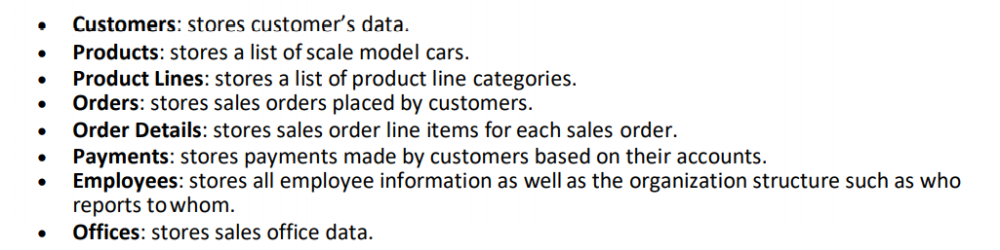 • Customers: stores customer’s data.
• Products: stores a list of scale model cars.
• Product Lines: stores a list of product line categories.
• Orders: stores sales orders placed by customers.
• Order Details: stores sales order line items for each sales order.
• Payments: stores payments made by customers based on their accounts.
• Employees: stores all employee information as well as the organization structure such as who
reports to whom.
• Offices: stores sales office data.